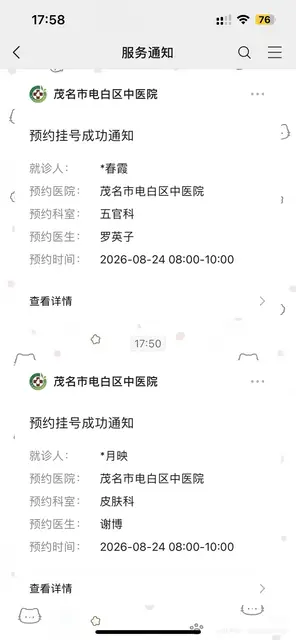 17:58
76
服务通知
茂名市电白区中医院
预约挂号成功通知
就诊人： *春霞
预约医院： 茂名市电白区中医院
预约科室： 五官科
预约医生： 罗英子
预约时间： 2026-08-24 08:00-10:00
查看详情
17:50
茂名市电白区中医院
预约挂号成功通知
就诊人： *月映
预约医院： 茂名市电白区中医院
预约科室： 皮肤科
预约医生： 谢博
预约时间： 2026-08-24 08:00-10:00
查看详情